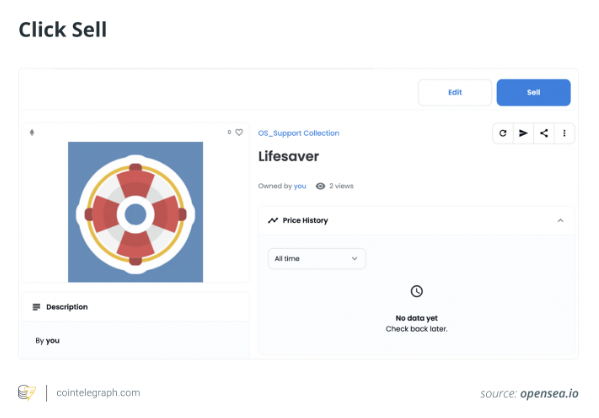 Click Sell
Edit
Sell
0
OS_Support Collection
Lifesaver
Owned by you
2 views
Price History
All time
No data yet
Check back later.
Description
By you
cointelegraph.com
source: opensea.io